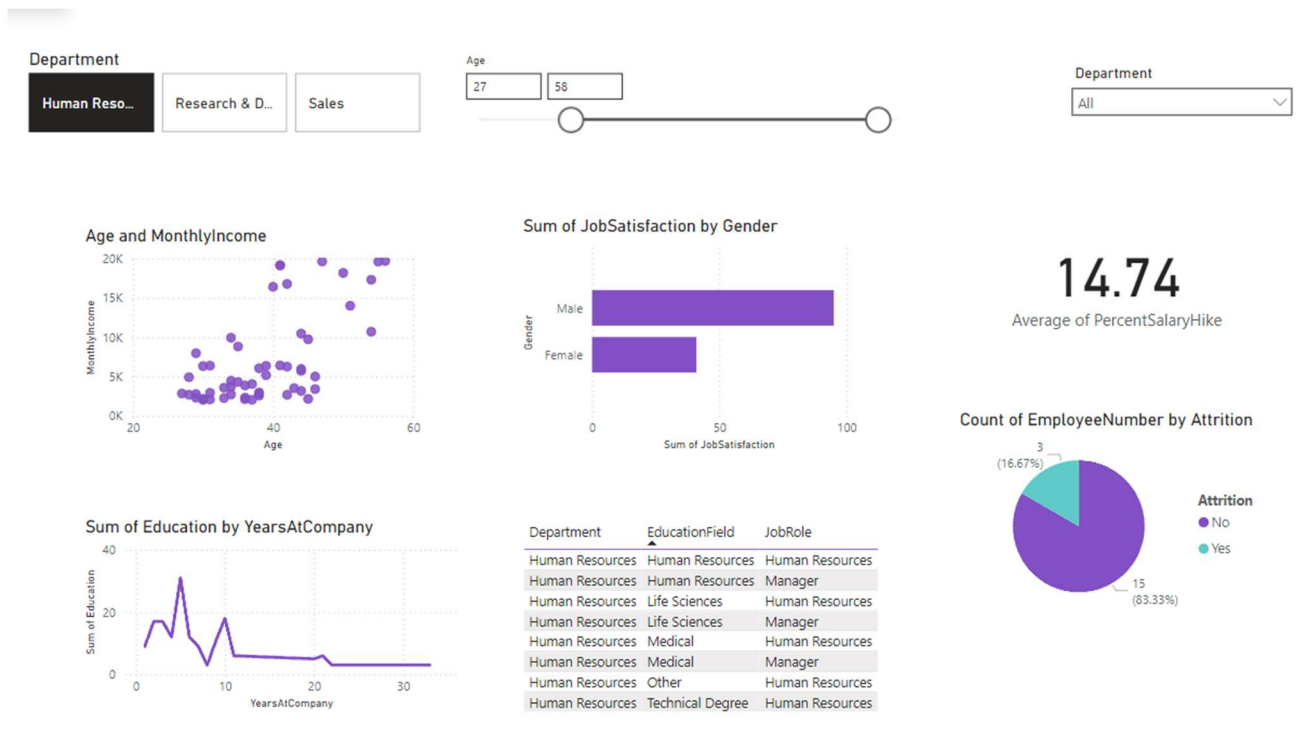 Department
Human Reso...
Research & D...
Sales
Age
27
58
Department
All
Age and MonthlyIncome
20K
15K
10K
5K
0K
MonthlyIncome
20
40
60
Age
Sum of JobSatisfaction by Gender
Male
Female
Gender
0
50
100
Sum of JobSatisfaction
14.74
Average of PercentSalaryHike
Count of EmployeeNumber by Attrition
3
(16.67%)
15
(83.33%)
Attrition
No
Yes
Sum of Education by YearsAtCompany
40
20
0
Sum of Education
0
10
20
30
YearsAtCompany
Department EducationField JobRole
Human Resources Human Resources Human Resources
Human Resources Human Resources Manager
Human Resources Life Sciences Human Resources
Human Resources Life Sciences Manager
Human Resources Medical Human Resources
Human Resources Medical Manager
Human Resources Other Human Resources
Human Resources Technical Degree Human Resources